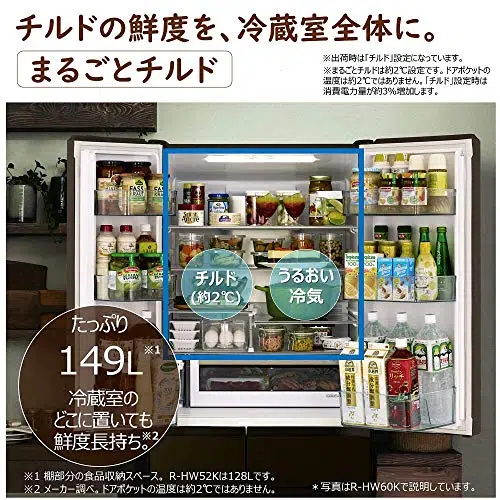 チルドの鮮度を、冷蔵室全体に。
まるごとチルド
※出荷時は「チルド」設定になっています。
※まるごとチルドは約2℃設定です。ドアポケットの
温度は約2℃ではありません。「チルド」設定時は
消費電力量が約3％増加します。
チルド
(約2℃)
うるおい
冷気
たっぷり
149L※1
冷蔵室の
どこに置いても
鮮度長持ち。※2
※1 棚部分の食品収納スペース。R-HW52Kは128Lです。
※2 メーカー調べ。ドアポケットの温度は約2℃ではありません。
＊写真はR-HW60Kで説明しています。